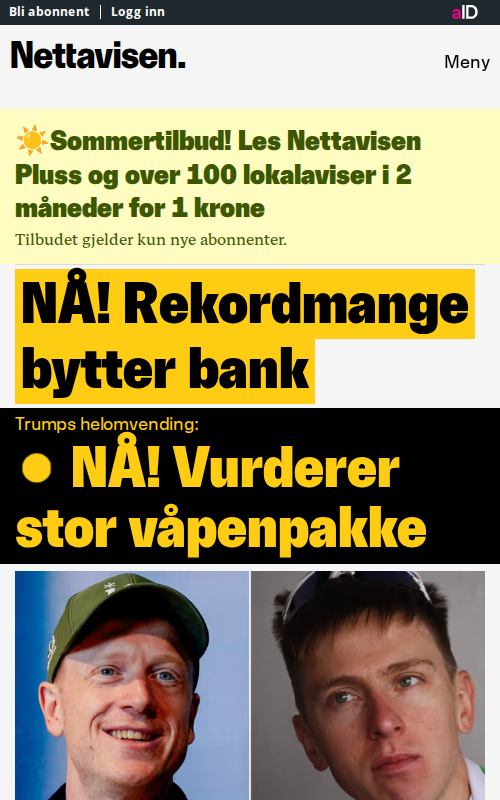 Bli abonnent | Logg inn
aID
Nettavisen.
Meny
☀️Sommertilbud! Les Nettavisen
Pluss og over 100 lokalaviser i 2
måneder for 1 krone
Tilbudet gjelder kun nye abonnenter.
NÅ! Rekordmange
bytter bank
Trumps helomvending:
NÅ! Vurderer
stor våpenpakke